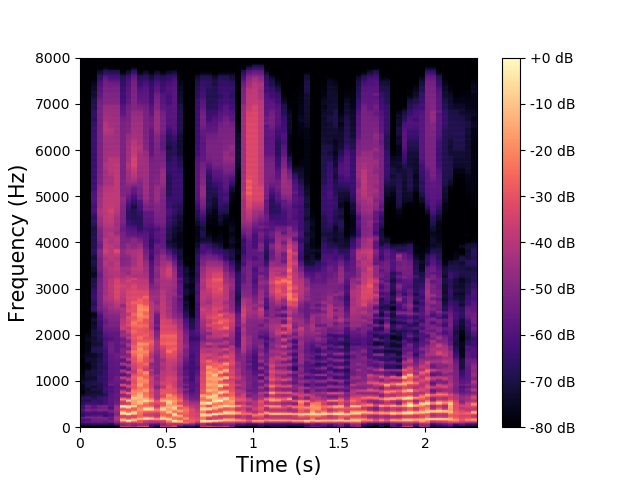 8000
7000
6000
5000
4000
3000
2000
1000
0
Frequency (Hz)
0
0.5
1
1.5
2
Time (s)
+0 dB
-10 dB
-20 dB
-30 dB
-40 dB
-50 dB
-60 dB
-70 dB
-80 dB